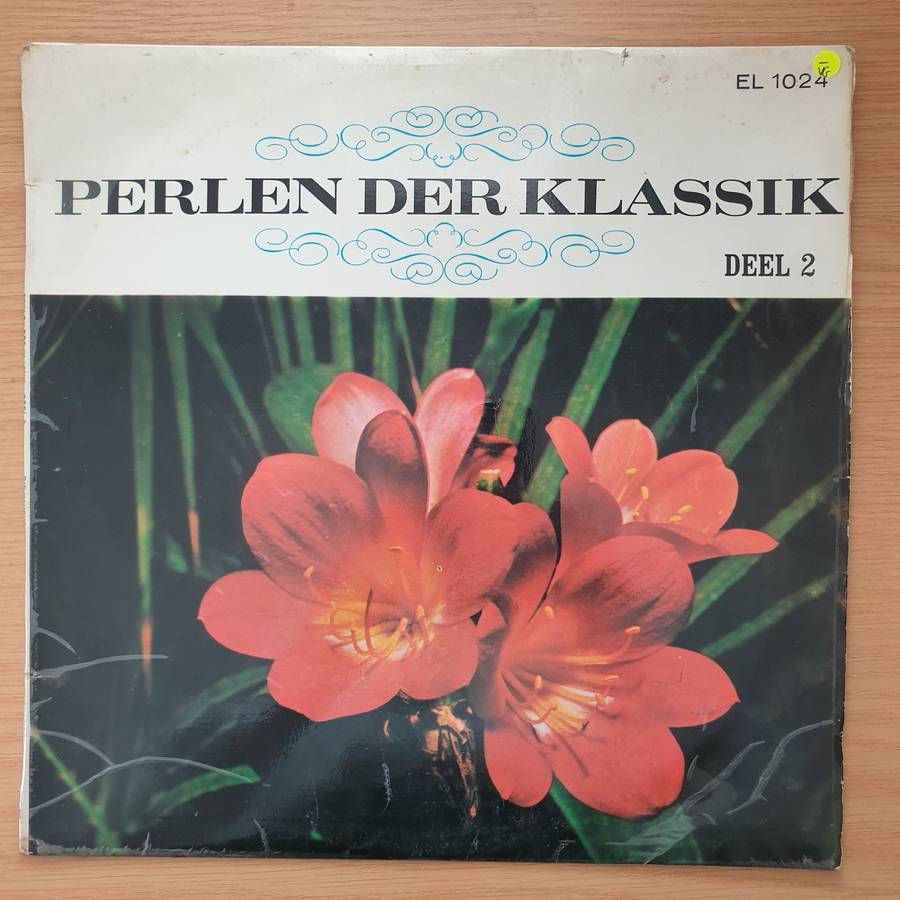 EL 1024
PERLEN DER KLASSIK
DEEL 2